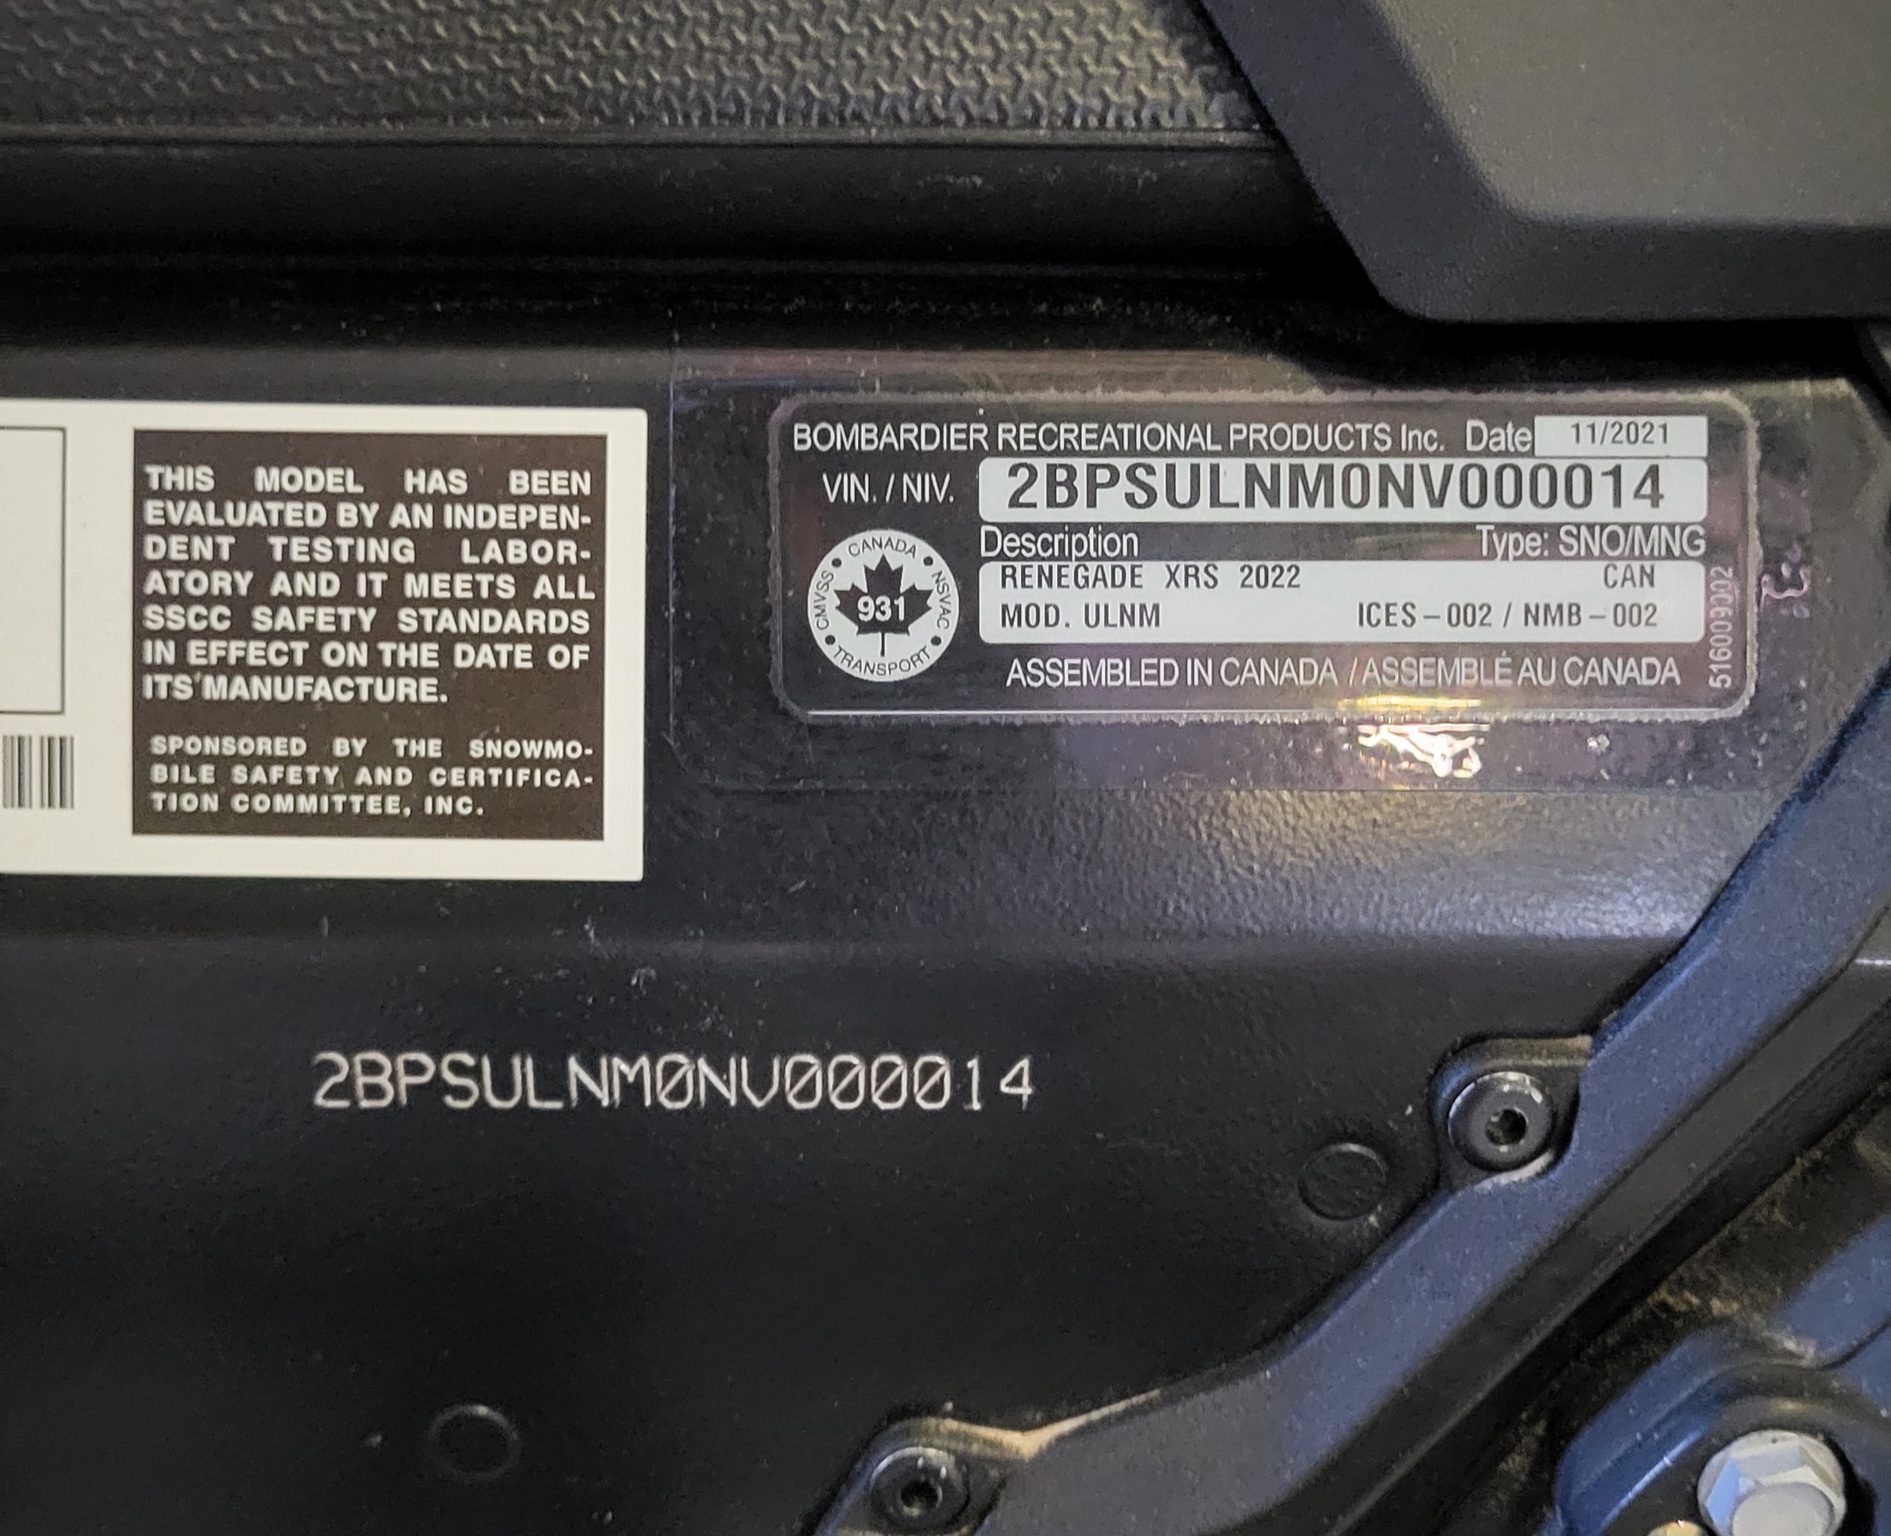 THIS MODEL HAS BEEN
EVALUATED BY AN INDEPEN-
DENT TESTING LABOR-
ATORY AND IT MEETS ALL
SSCC SAFETY STANDARDS
IN EFFECT ON THE DATE OF
ITS MANUFACTURE.
SPONSORED BY THE SNOWMO-
BILE SAFETY AND CERTIFICA-
TION COMMITTEE, INC.
BOMBARDIER RECREATIONAL PRODUCTS Inc. Date 11/2021
VIN. / NIV. 2BPSULNM0NV000014
Description Type: SNO/MNG
RENEGADE XRS 2022 CAN
MOD. ULNM ICES-002 / NMB-002
ASSEMBLED IN CANADA / ASSEMBLÉ AU CANADA
CANADA
CMVSS
931
NSVAC
TRANSPORT
516009002
2BPSULNM0NV000014